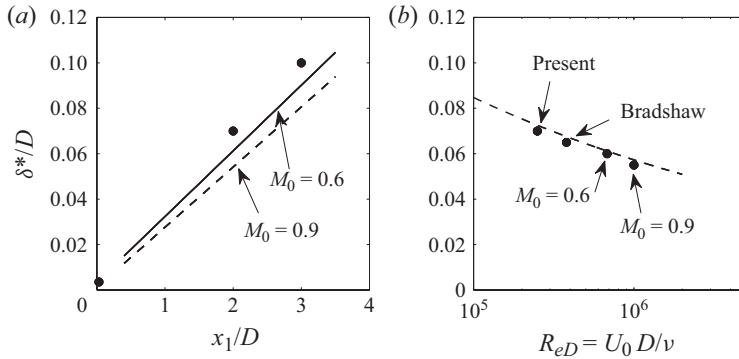 (a)
0.12
0.10
0.08
0.06
0.04
0.02
0
δ*/D
M0 = 0.6
M0 = 0.9
0 1 2 3 4
x1/D
(b)
0.12
0.10
0.08
0.06
0.04
0.02
0
Present
Bradshaw
M0 = 0.6
M0 = 0.9
10^5 10^6
ReD = U0 D/ν